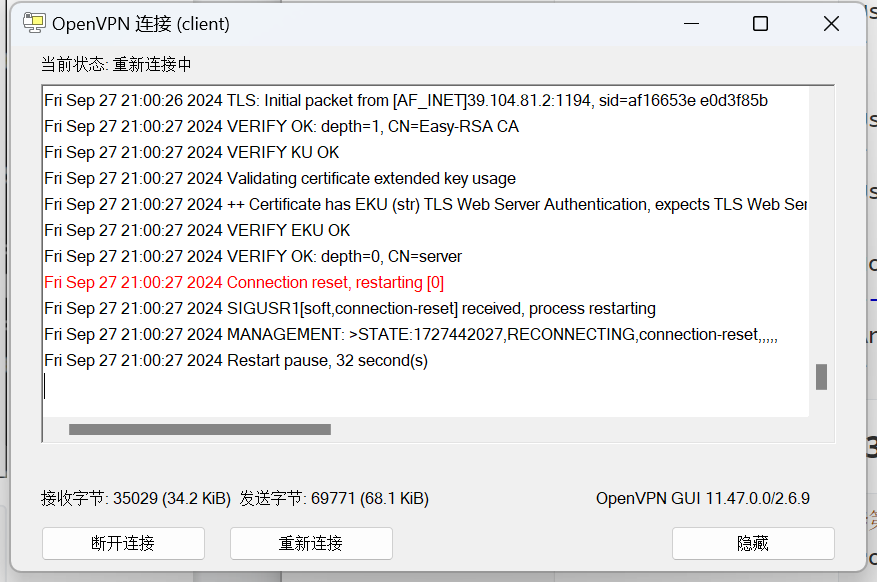 OpenVPN 连接 (client)
当前状态: 重新连接中
Fri Sep 27 21:00:26 2024 TLS: Initial packet from [AF_INET]39.104.81.2:1194, sid=af16653e e0d3f85b
Fri Sep 27 21:00:27 2024 VERIFY OK: depth=1, CN=Easy-RSA CA
Fri Sep 27 21:00:27 2024 VERIFY KU OK
Fri Sep 27 21:00:27 2024 Validating certificate extended key usage
Fri Sep 27 21:00:27 2024 ++ Certificate has EKU (str) TLS Web Server Authentication, expects TLS Web Ser
Fri Sep 27 21:00:27 2024 VERIFY EKU OK
Fri Sep 27 21:00:27 2024 VERIFY OK: depth=0, CN=server
Fri Sep 27 21:00:27 2024 Connection reset, restarting [0]
Fri Sep 27 21:00:27 2024 SIGUSR1[soft,connection-reset] received, process restarting
Fri Sep 27 21:00:27 2024 MANAGEMENT: >STATE:1727442027,RECONNECTING,connection-reset,,,,,
Fri Sep 27 21:00:27 2024 Restart pause, 32 second(s)
接收字节: 35029 (34.2 KiB) 发送字节: 69771 (68.1 KiB) OpenVPN GUI 11.47.0.0/2.6.9
断开连接 重新连接 隐藏